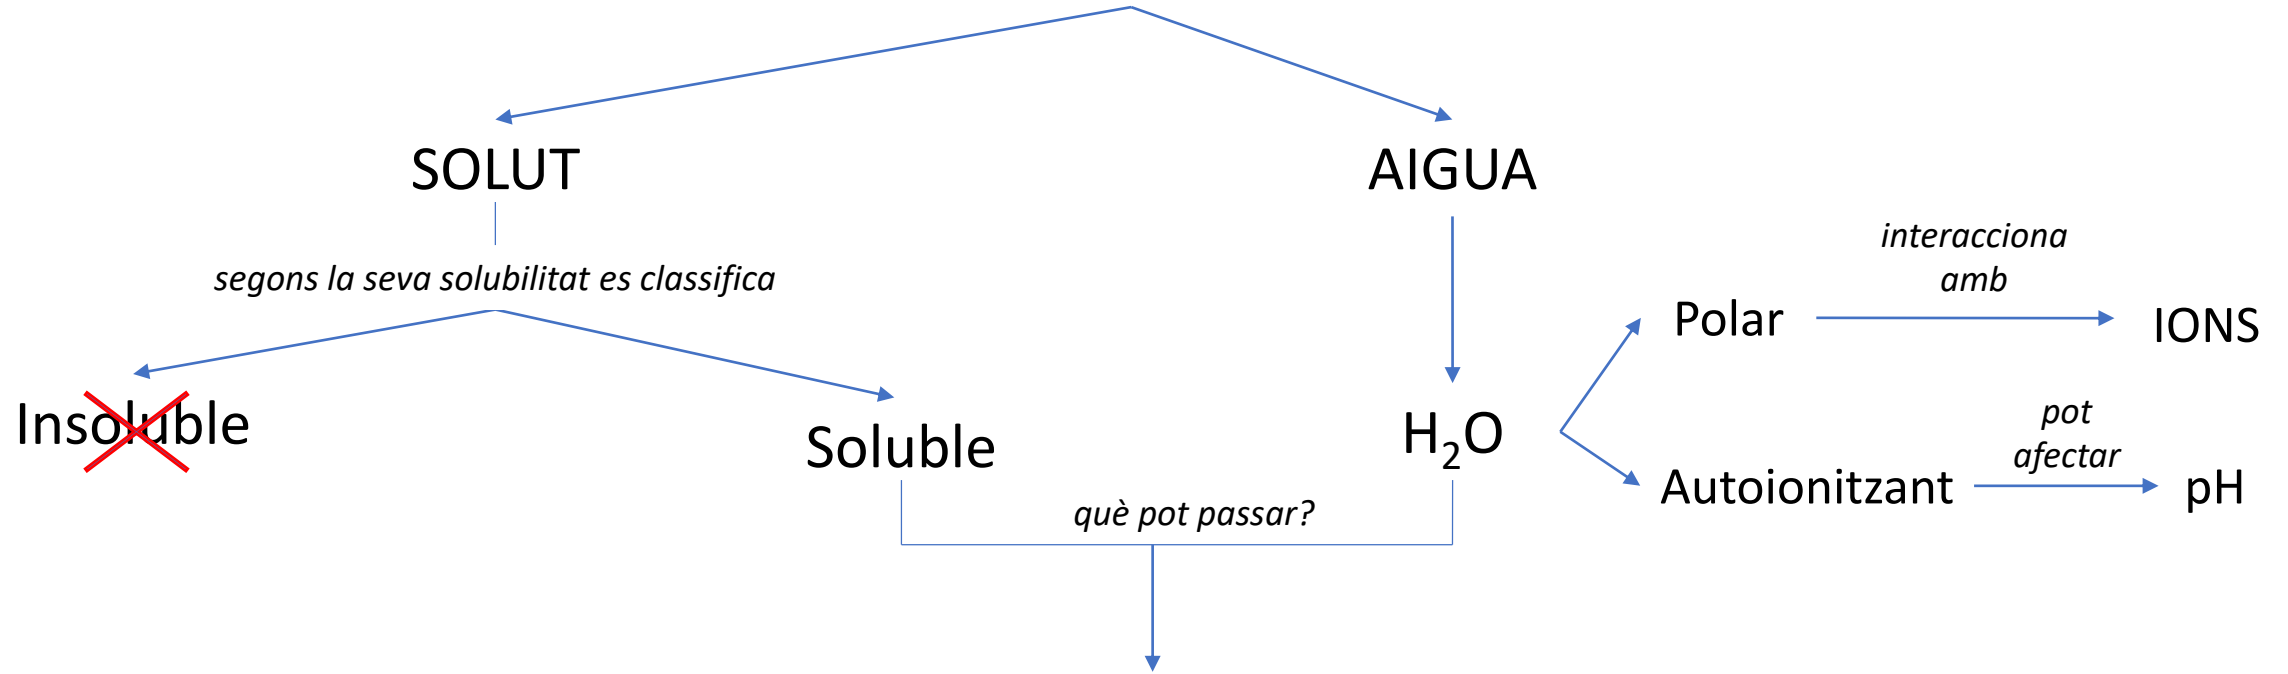 SOLUT
AIGUA
segons la seva solubilitat es classifica
interacciona
amb
Polar
IONS
Insoluble
Soluble
H₂O
pot
afectar
Autoionitzant
pH
què pot passar?